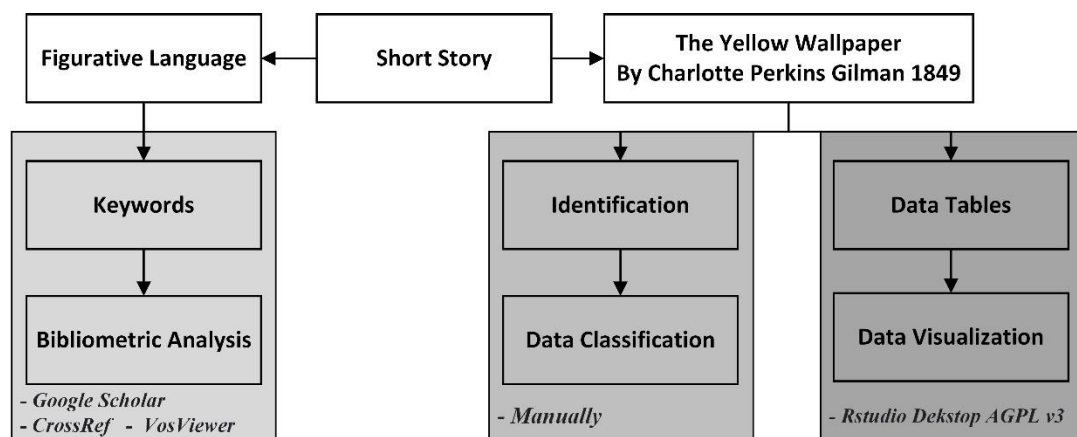 Figurative Language
Short Story
The Yellow Wallpaper
By Charlotte Perkins Gilman 1849
Keywords
Identification
Data Tables
Bibliometric Analysis
Data Classification
Data Visualization
- Google Scholar
- CrossRef - VosViewer
- Manually
- Rstudio Dekstop AGPL v3